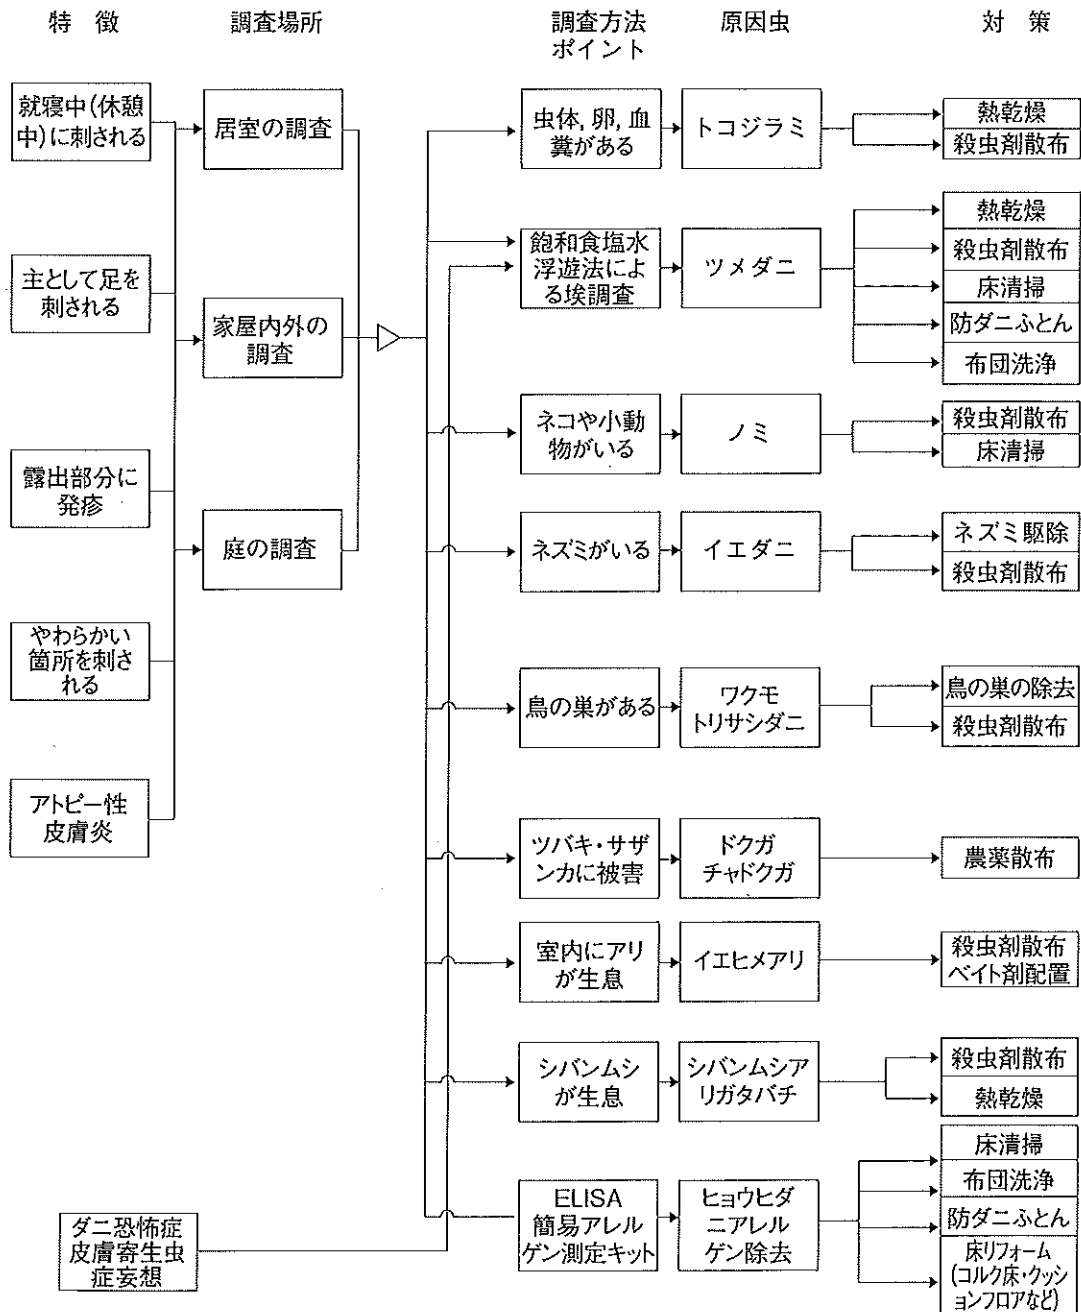 特　徴
調査場所
調査方法
ポイント
原因虫
対　策
就寝中(休憩
中)に刺される
主として足を
刺される
露出部分に
発疹
やわらかい
箇所を刺さ
れる
アトピー性
皮膚炎
ダニ恐怖症
皮膚寄生虫
症妄想
居室の調査
家屋内外の
調査
庭の調査
虫体，卵，血
糞がある
トコジラミ
熱乾燥
殺虫剤散布
飽和食塩水
浮遊法によ
る埃調査
ツメダニ
熱乾燥
殺虫剤散布
床清掃
防ダニふとん
布団洗浄
ネコや小動
物がいる
ノミ
殺虫剤散布
床清掃
ネズミがいる
イエダニ
ネズミ駆除
殺虫剤散布
鳥の巣がある
ワクモ
トリサシダニ
鳥の巣の除去
殺虫剤散布
ツバキ・サザ
ンカに被害
ドクガ
チャドクガ
農薬散布
室内にアリ
が生息
イエヒメアリ
殺虫剤散布
ベイト剤配置
シバンムシ
が生息
シバンムシア
リガタバチ
殺虫剤散布
熱乾燥
ELISA
簡易アレル
ゲン測定キット
ヒョウヒダ
ニアレル
ゲン除去
床清掃
布団洗浄
防ダニふとん
床リフォーム
(コルク床・クッシ
ョンフロアなど)